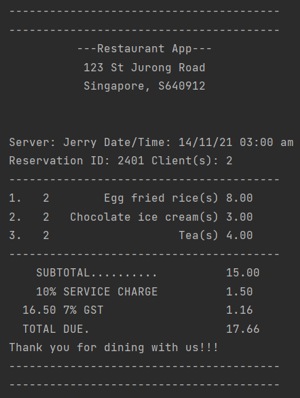 ----------------------------------------
----------------------------------------
---Restaurant App---
123 St Jurong Road
Singapore, S640912
Server: Jerry Date/Time: 14/11/21 03:00 am
Reservation ID: 2401 Client(s): 2
----------------------------------------
1. 2 Egg fried rice(s) 8.00
2. 2 Chocolate ice cream(s) 3.00
3. 2 Tea(s) 4.00
----------------------------------------
SUBTOTAL.......... 15.00
10% SERVICE CHARGE 1.50
16.50 7% GST 1.16
TOTAL DUE. 17.66
Thank you for dining with us!!!
----------------------------------------
----------------------------------------